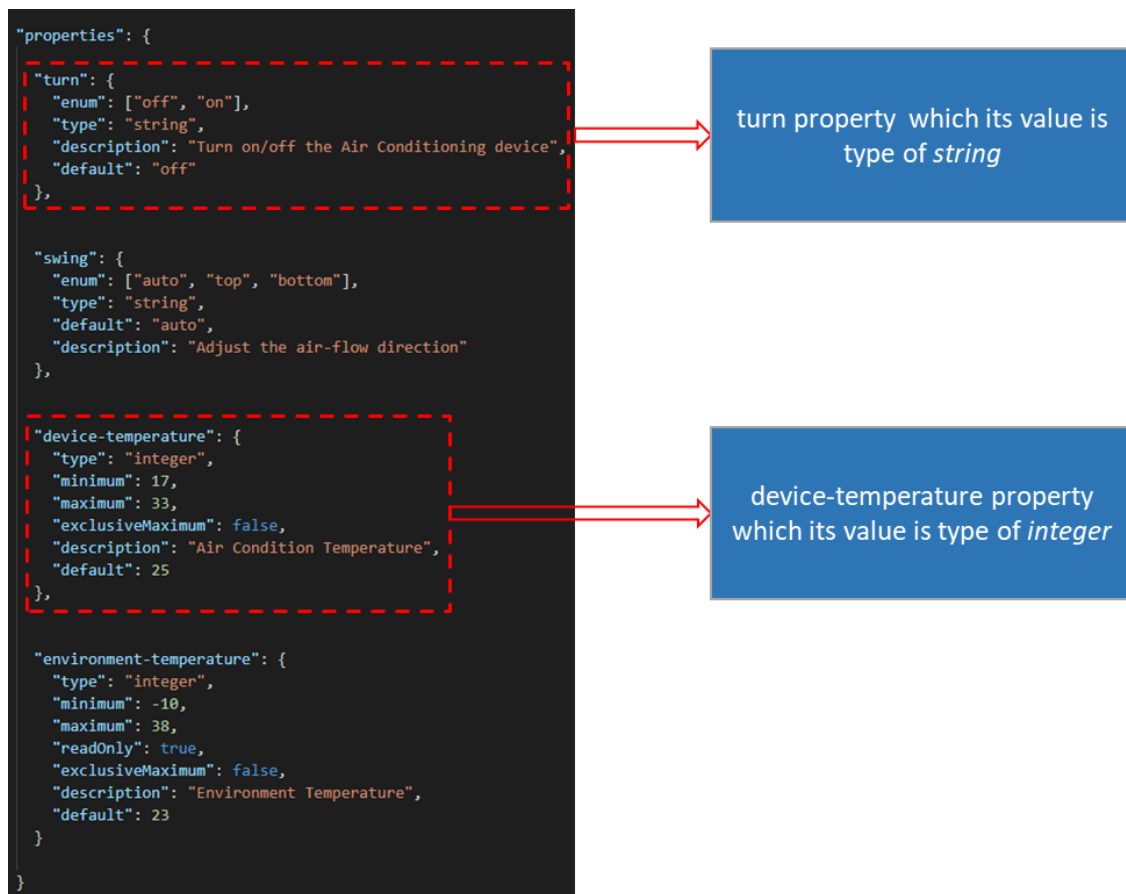 "properties": {
"turn": {
"enum": ["off", "on"],
"type": "string",
"description": "Turn on/off the Air Conditioning device",
"default": "off"
},
"swing": {
"enum": ["auto", "top", "bottom"],
"type": "string",
"default": "auto",
"description": "Adjust the air-flow direction"
},
"device-temperature": {
"type": "integer",
"minimum": 17,
"maximum": 33,
"exclusiveMaximum": false,
"description": "Air Condition Temperature",
"default": 25
},
"environment-temperature": {
"type": "integer",
"minimum": -10,
"maximum": 38,
"readOnly": true,
"exclusiveMaximum": false,
"description": "Environment Temperature",
"default": 23
}
}
turn property which its value is
type of string
device-temperature property
which its value is type of integer